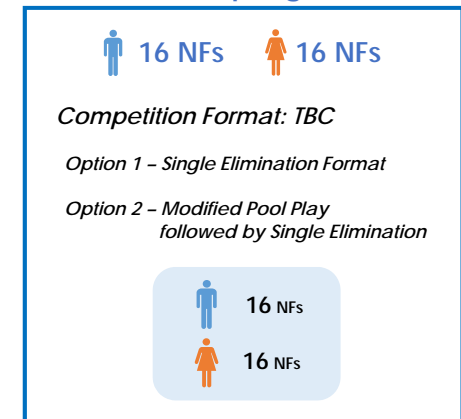 16 NFs 16 NFs
Competition Format: TBC
Option 1 – Single Elimination Format
Option 2 – Modified Pool Play
followed by Single Elimination
16 NFs
16 NFs